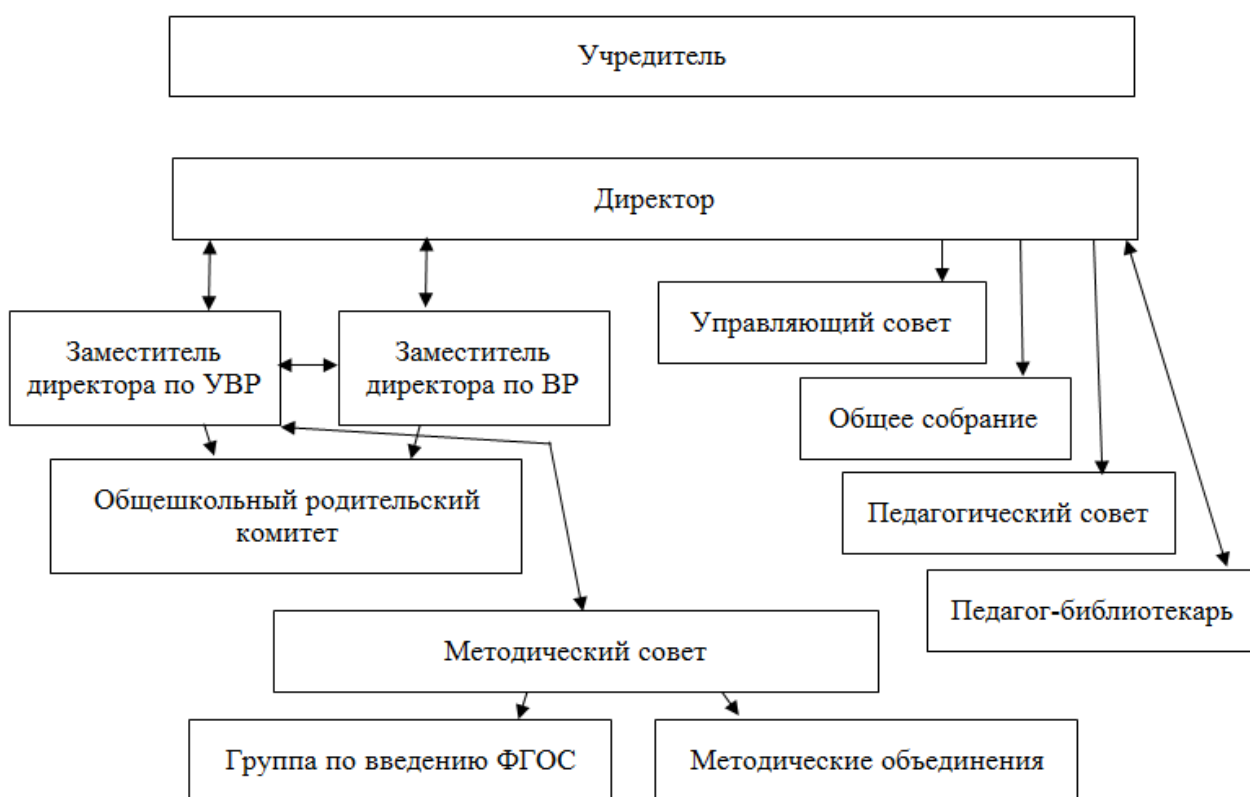 Учредитель
Директор
Управляющий совет
Заместитель
директора по УВР
Заместитель
директора по ВР
Общее собрание
Общешкольный родительский
комитет
Педагогический совет
Педагог-библиотекарь
Методический совет
Группа по введению ФГОС
Методические объединения